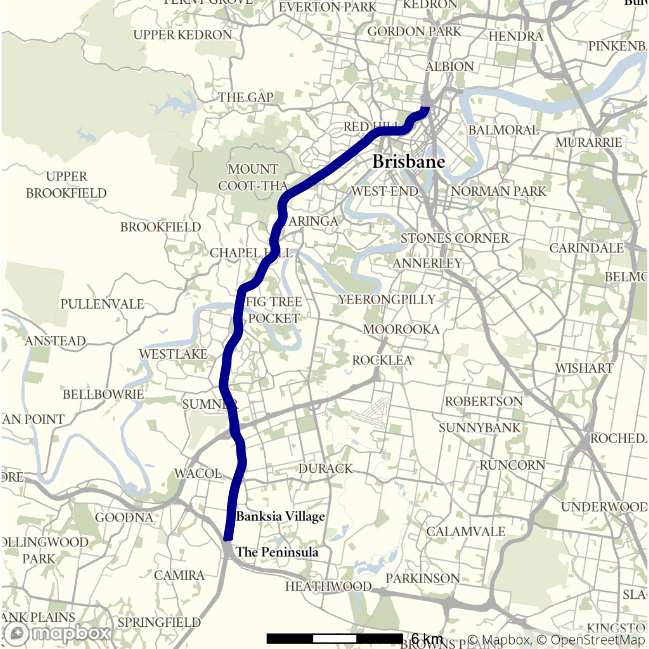 FERNY GROVE
EVERTON PARK
KEDRON
UPPER KEDRON
GORDON PARK
HENDRA
PINKENBA
ALBION
THE GAP
RED HILL
BALMORAL
MURARRIE
Brisbane
MOUNT
COOT-THA
UPPER
BROOKFIELD
WEST END
NORMAN PARK
BROOKFIELD
ARINGA
STONES CORNER
CARINDALE
CHAPEL HILL
ANNERLEY
BELMO
PULLENVALE
FIG TREE
POCKET
YEERONGPILLY
ANSTEAD
MOOROOKA
WESTLAKE
ROCKLEA
WISHART
BELLBOWRIE
SUMNER
ROBERTSON
AN POINT
SUNNYBANK
ROCHEDA
WACOL
DURACK
RUNCORN
ORE
GOODNA
Banksia Village
UNDERWOOD
OLLINGWOOD
PARK
CALAMVALE
The Peninsula
CAMIRA
HEATHWOOD
PARKINSON
SLA
ANK PLAINS
SPRINGFIELD
KINGSTO
mapbox
6 km
BROWNS PLAINS
© Mapbox, © OpenStreetMap